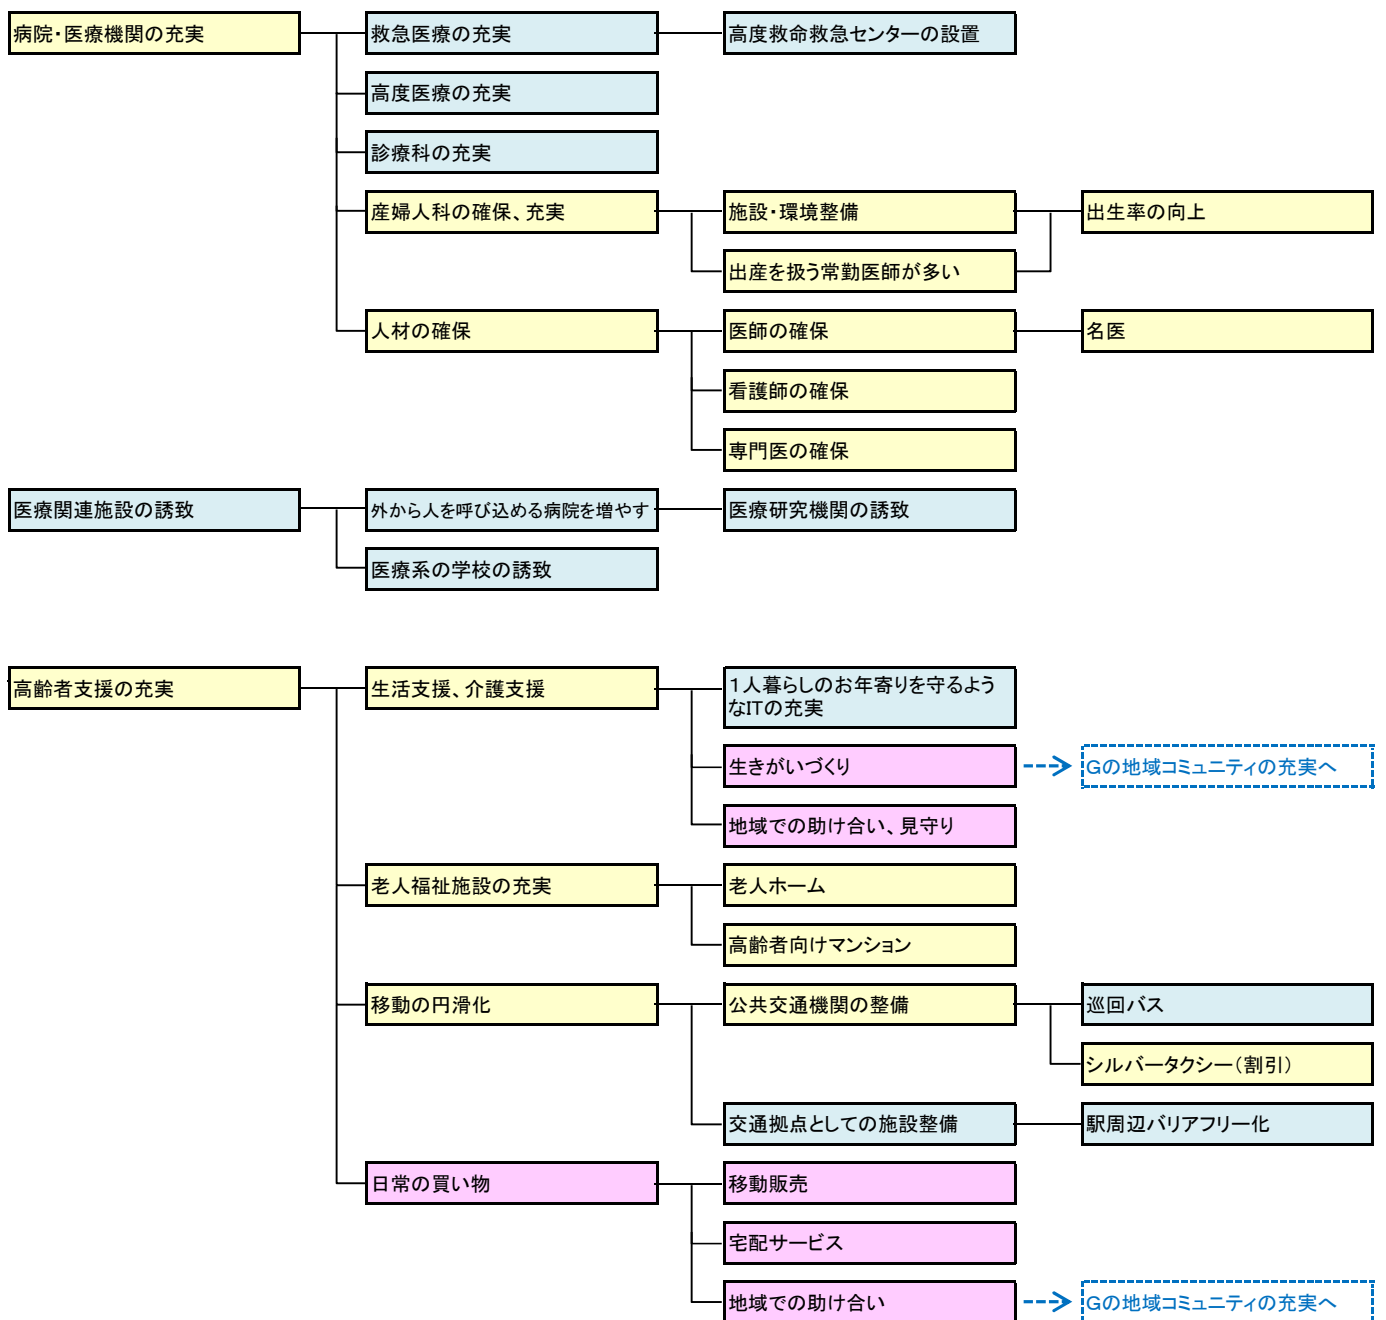 病院・医療機関の充実
救急医療の充実
高度救命救急センターの設置
高度医療の充実
診療科の充実
産婦人科の確保、充実
施設・環境整備
出生率の向上
出産を扱う常勤医師が多い
人材の確保
医師の確保
名医
看護師の確保
専門医の確保
医療関連施設の誘致
外から人を呼び込める病院を増やす
医療研究機関の誘致
医療系の学校の誘致
高齢者支援の充実
生活支援、介護支援
１人暮らしのお年寄りを守るよう
なITの充実
生きがいづくり
Gの地域コミュニティの充実へ
地域での助け合い、見守り
老人福祉施設の充実
老人ホーム
高齢者向けマンション
移動の円滑化
公共交通機関の整備
巡回バス
シルバータクシー（割引）
交通拠点としての施設整備
駅周辺バリアフリー化
日常の買い物
移動販売
宅配サービス
地域での助け合い
Gの地域コミュニティの充実へ